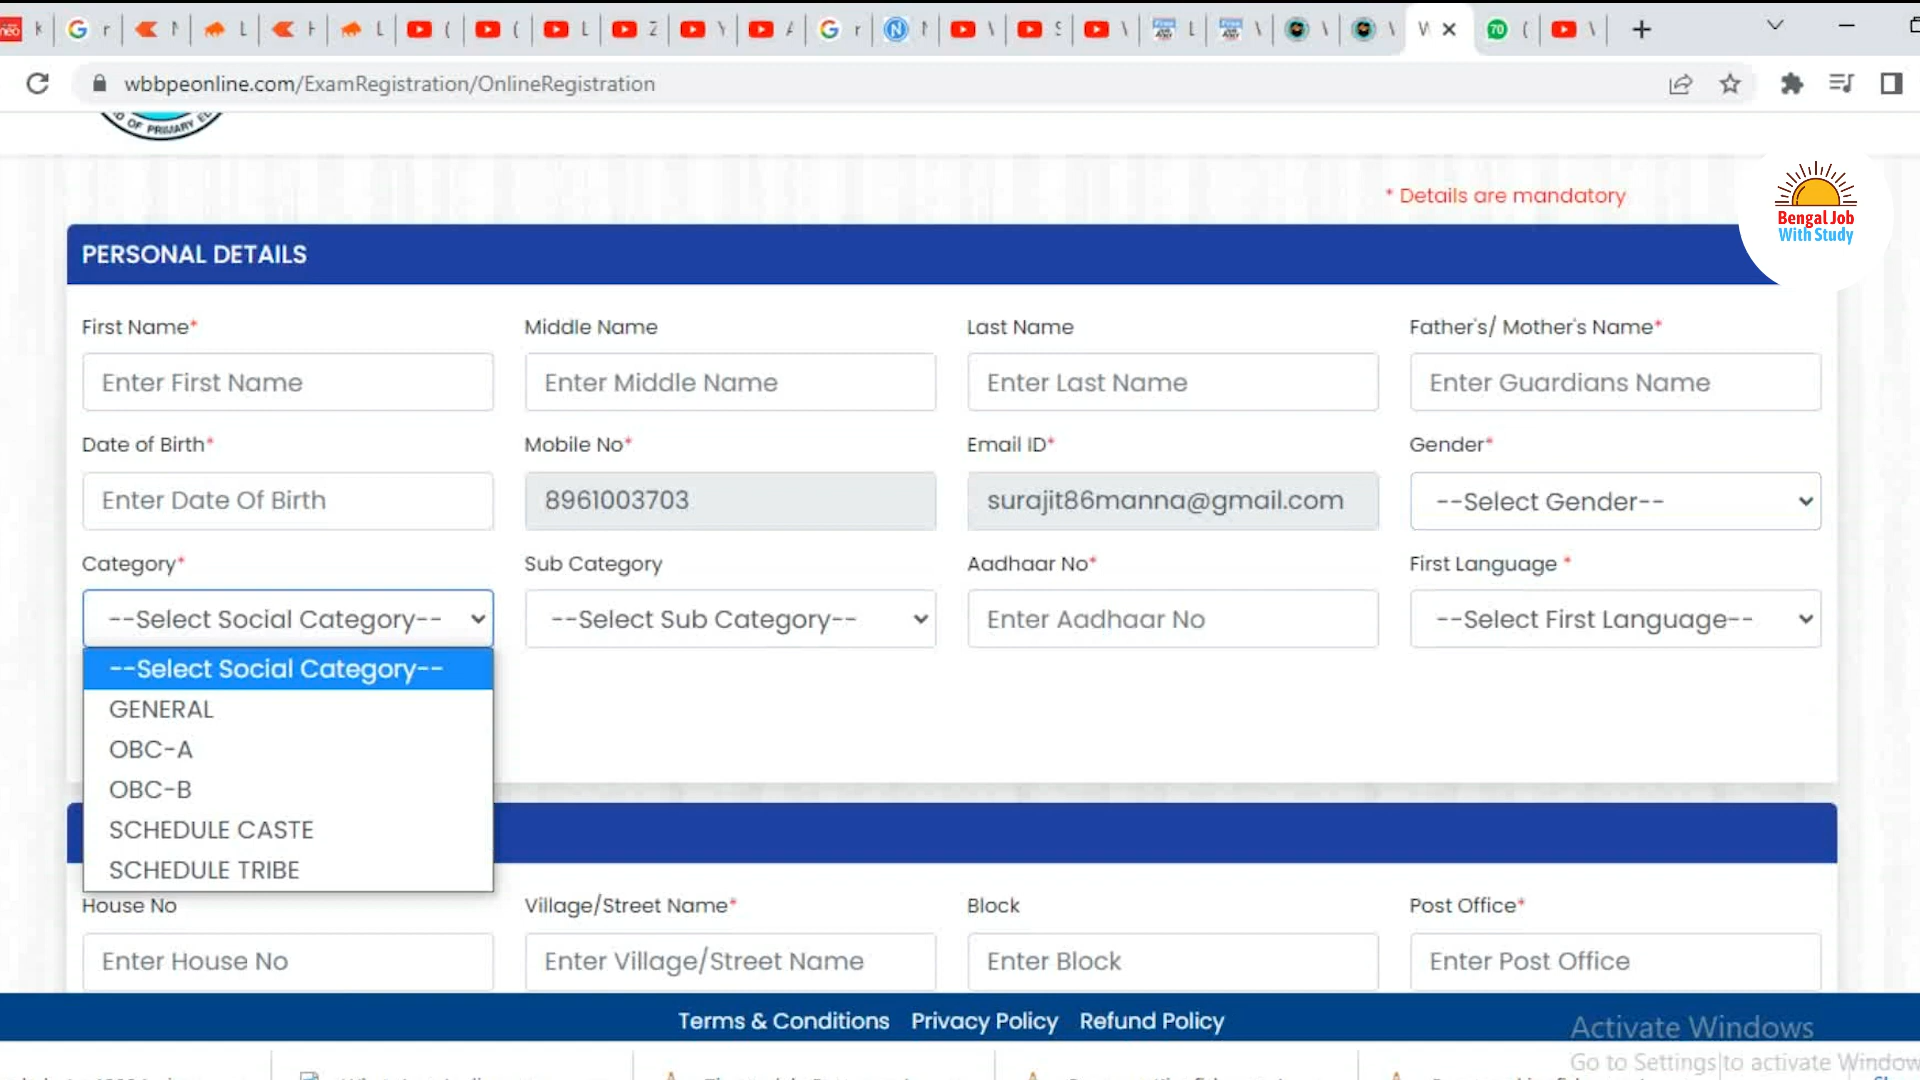 wbbpeonline.com/ExamRegistration/OnlineRegistration
OF PRIMARY
* Details are mandatory
Bengal Job
With Study
PERSONAL DETAILS
First Name* Middle Name Last Name Father's/ Mother's Name*
Enter First Name Enter Middle Name Enter Last Name Enter Guardians Name
Date of Birth* Mobile No* Email ID* Gender*
Enter Date Of Birth 8961003703 surajit86manna@gmail.com --Select Gender--
Category* Sub Category Aadhaar No* First Language *
--Select Social Category-- --Select Sub Category-- Enter Aadhaar No --Select First Language--
--Select Social Category--
GENERAL
OBC-A
OBC-B
SCHEDULE CASTE
SCHEDULE TRIBE
House No Village/Street Name* Block Post Office*
Enter House No Enter Village/Street Name Enter Block Enter Post Office
Terms & Conditions Privacy Policy Refund Policy
Activate Windows
Go to Settings to activate Window